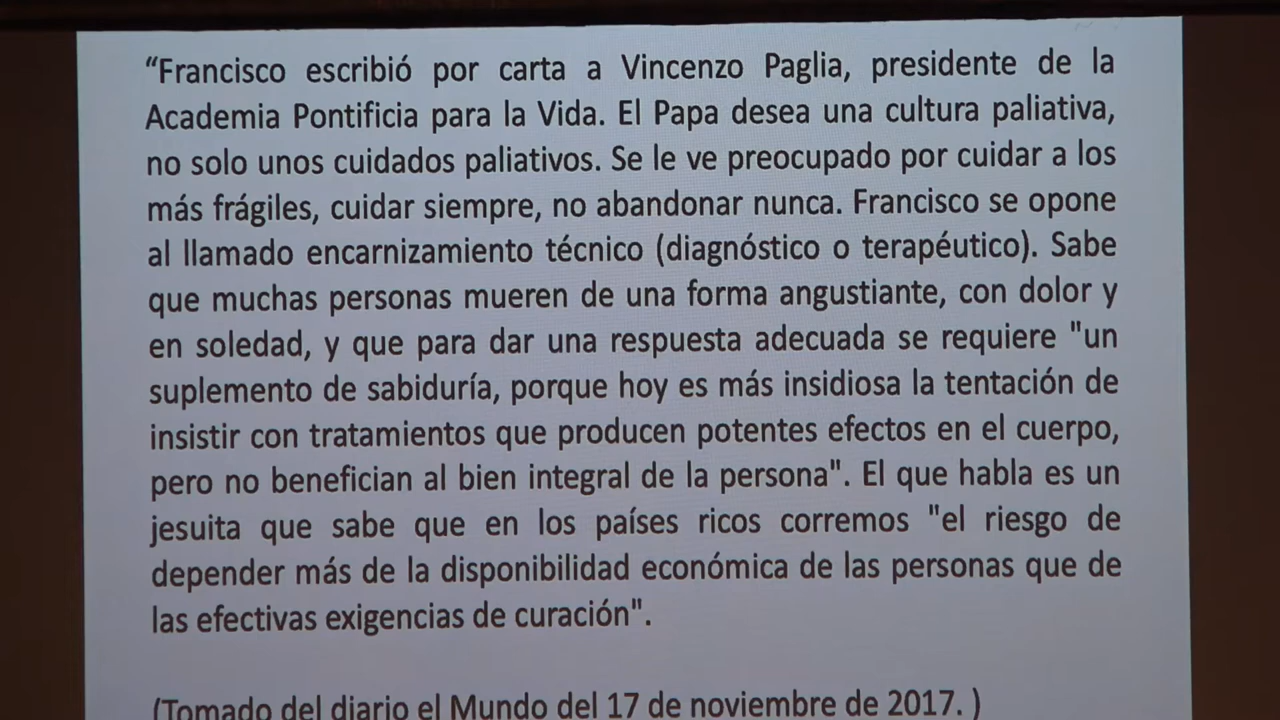 “Francisco escribió por carta a Vincenzo Paglia, presidente de la
Academia Pontificia para la Vida. El Papa desea una cultura paliativa,
no solo unos cuidados paliativos. Se le ve preocupado por cuidar a los
más frágiles, cuidar siempre, no abandonar nunca. Francisco se opone
al llamado encarnizamiento técnico (diagnóstico o terapéutico). Sabe
que muchas personas mueren de una forma angustiante, con dolor y
en soledad, y que para dar una respuesta adecuada se requiere "un
suplemento de sabiduría, porque hoy es más insidiosa la tentación de
insistir con tratamientos que producen potentes efectos en el cuerpo,
pero no benefician al bien integral de la persona". El que habla es un
jesuita que sabe que en los países ricos corremos "el riesgo de
depender más de la disponibilidad económica de las personas que de
las efectivas exigencias de curación".
(Tomado del diario el Mundo del 17 de noviembre de 2017. )